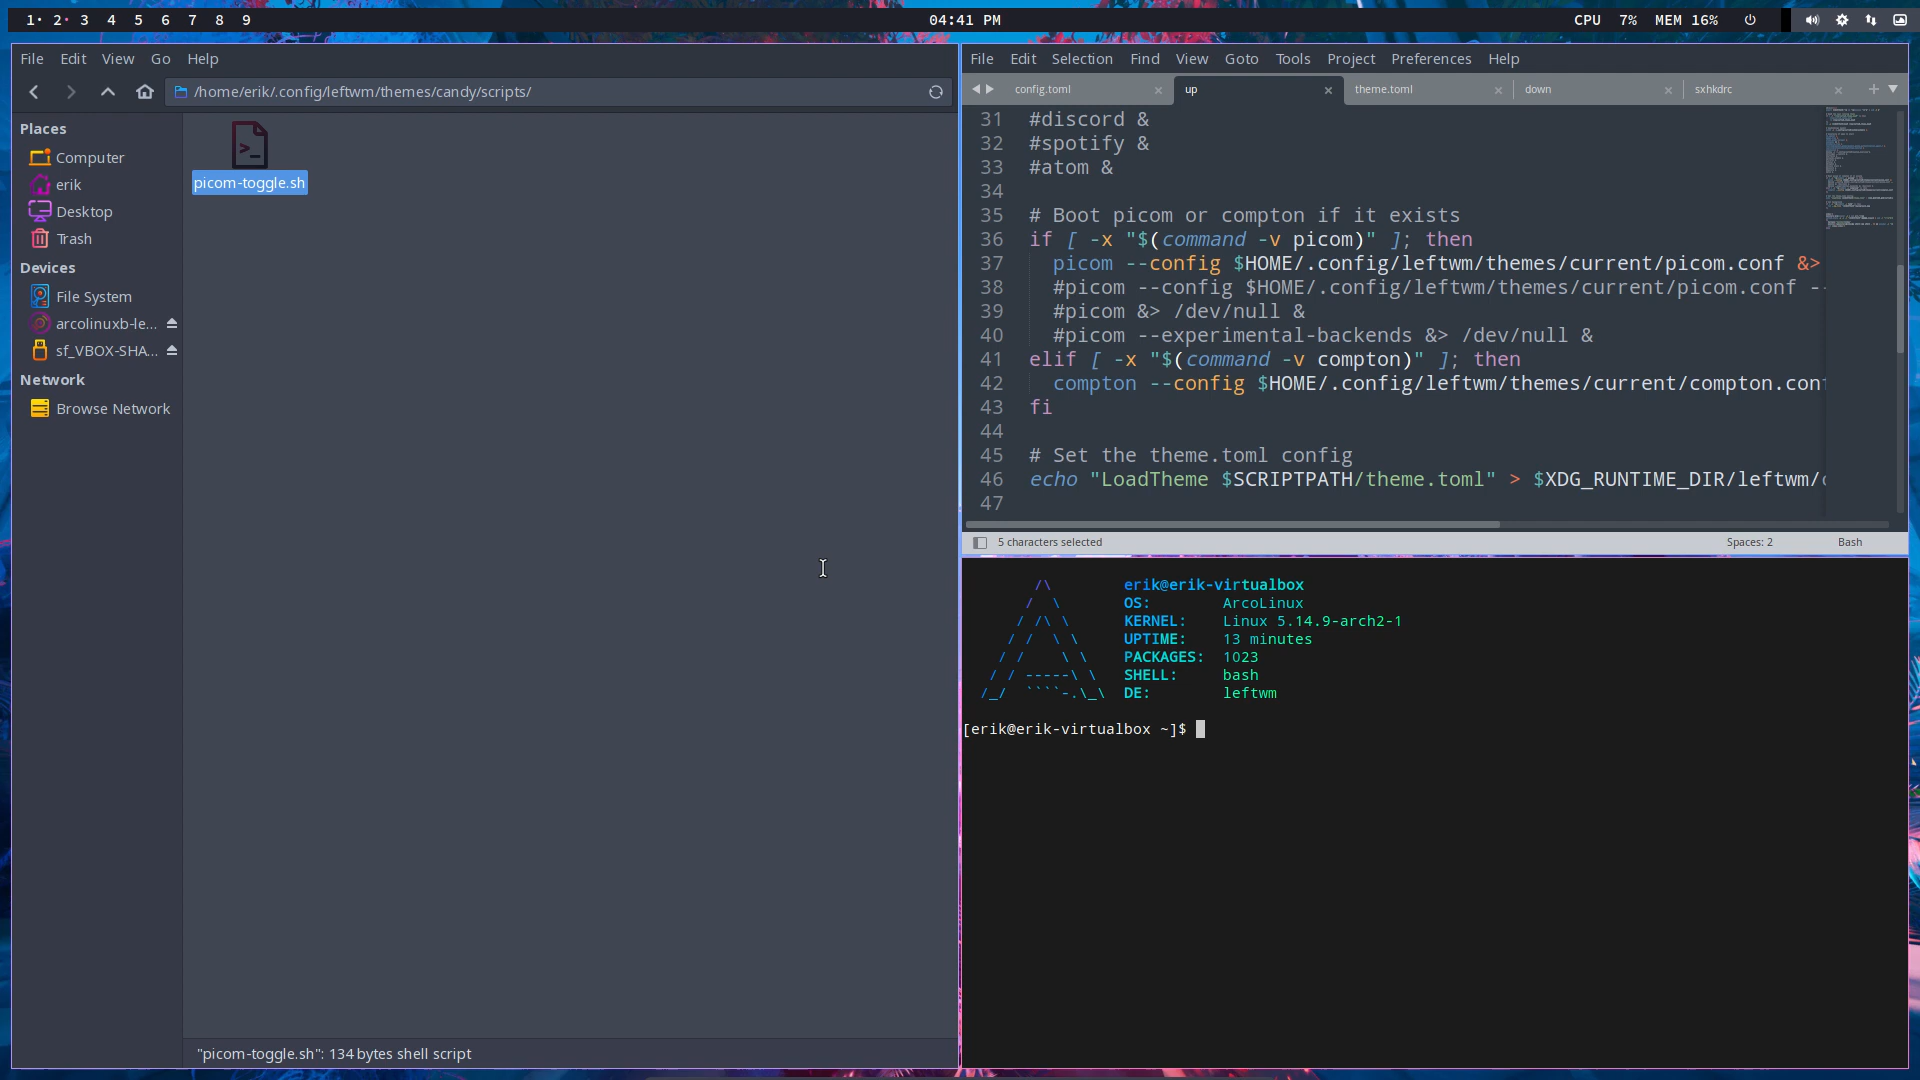 1· 2· 3 4 5 6 7 8 9
04:41 PM
CPU 7% MEM 16%
File Edit View Go Help
/home/erik/.config/leftwm/themes/candy/scripts/
Places
Computer
erik
Desktop
Trash
Devices
File System
arcolinuxb-le...
sf_VBOX-SHA...
Network
Browse Network
picom-toggle.sh
"picom-toggle.sh": 134 bytes shell script
File Edit Selection Find View Goto Tools Project Preferences Help
config.toml × up × theme.toml × down × sxhkdrc × +
31 #discord &
32 #spotify &
33 #atom &
34
35 # Boot picom or compton if it exists
36 if [ -x "$(command -v picom)" ]; then
37 picom --config $HOME/.config/leftwm/themes/current/picom.conf &>
38 #picom --config $HOME/.config/leftwm/themes/current/picom.conf --
39 #picom &> /dev/null &
40 #picom --experimental-backends &> /dev/null &
41 elif [ -x "$(command -v compton)" ]; then
42 compton --config $HOME/.config/leftwm/themes/current/compton.con
43 fi
44
45 # Set the theme.toml config
46 echo "LoadTheme $SCRIPTPATH/theme.toml" > $XDG_RUNTIME_DIR/leftwm/
47
5 characters selected
Spaces: 2 Bash
/\ erik@erik-virtualbox
/ \ OS: ArcoLinux
/ /\ \ KERNEL: Linux 5.14.9-arch2-1
/ / \ \ UPTIME: 13 minutes
/ / \ \ PACKAGES: 1023
/ / -----\ \ SHELL: bash
/_/ ````-.\_\ DE: leftwm
[erik@erik-virtualbox ~]$